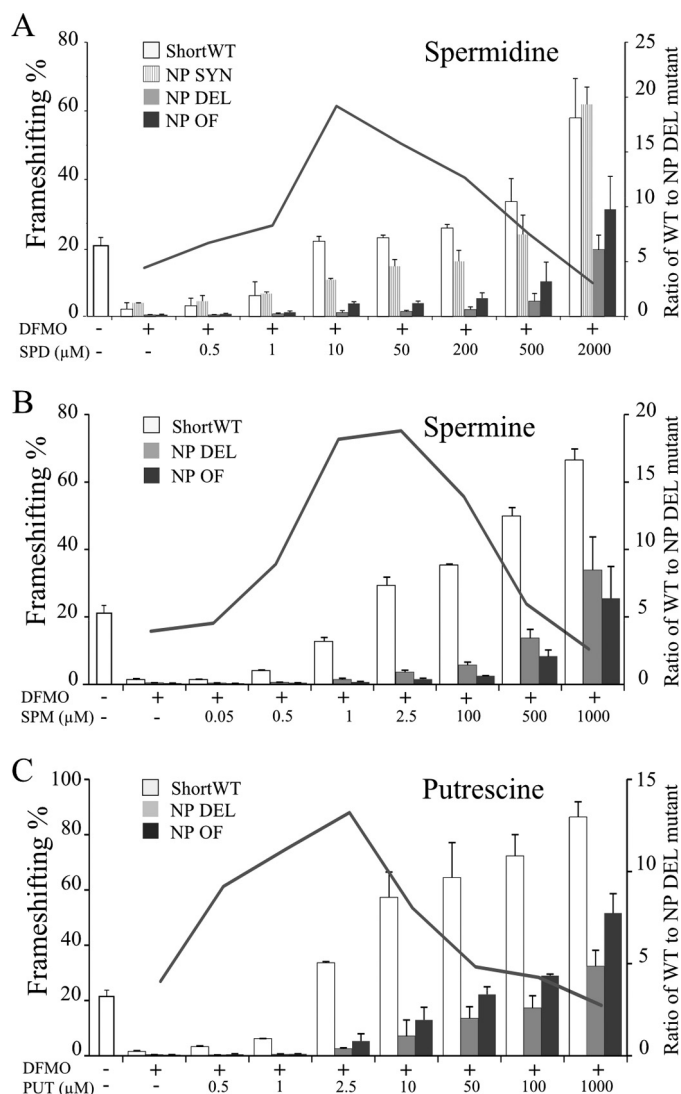 A
Spermidine
ShortWT
NP SYN
NP DEL
NP OF
Frameshifting %
80
60
40
20
0
Ratio of WT to NP DEL mutant
25
20
15
10
5
0
DFMO - + + + + + + + +
SPD (µM) - - 0.5 1 10 50 200 500 2000
B
Spermine
ShortWT
NP DEL
NP OF
Frameshifting %
80
60
40
20
0
Ratio of WT to NP DEL mutant
20
15
10
5
0
DFMO - + + + + + + + +
SPM (µM) - - 0.05 0.5 1 2.5 100 500 1000
C
Putrescine
ShortWT
NP DEL
NP OF
Frameshifting %
100
80
60
40
20
0
Ratio of WT to NP DEL mutant
15
10
5
0
DFMO - + + + + + + + +
PUT (µM) - - 0.5 1 2.5 10 50 100 1000